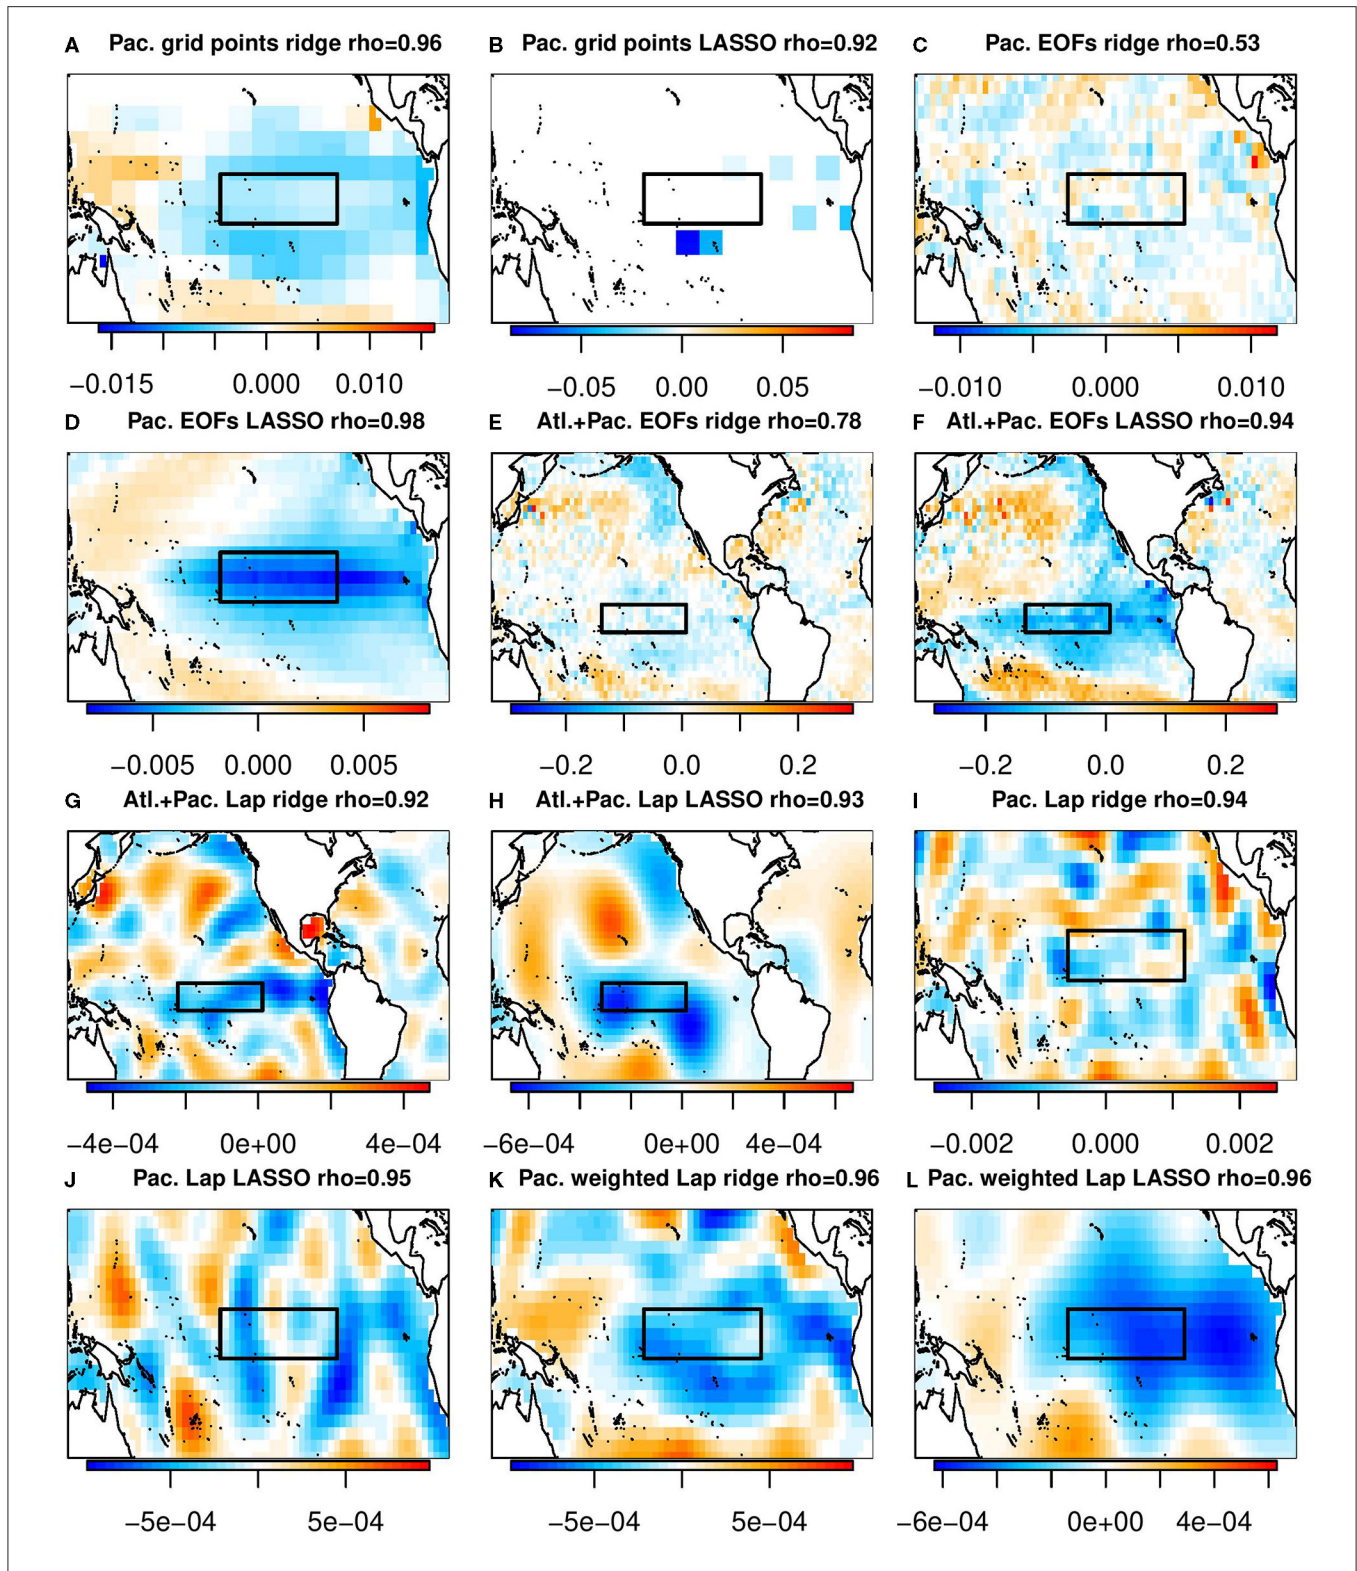 A Pac. grid points ridge rho=0.96
B Pac. grid points LASSO rho=0.92
C Pac. EOFs ridge rho=0.53
−0.015 0.000 0.010
−0.05 0.00 0.05
−0.010 0.000 0.010
D Pac. EOFs LASSO rho=0.98
E Atl.+Pac. EOFs ridge rho=0.78
F Atl.+Pac. EOFs LASSO rho=0.94
−0.005 0.000 0.005
−0.2 0.0 0.2
−0.2 0.0 0.2
G Atl.+Pac. Lap ridge rho=0.92
H Atl.+Pac. Lap LASSO rho=0.93
I Pac. Lap ridge rho=0.94
−4e−04 0e+00 4e−04
−6e−04 0e+00 4e−04
−0.002 0.000 0.002
J Pac. Lap LASSO rho=0.95
K Pac. weighted Lap ridge rho=0.96
L Pac. weighted Lap LASSO rho=0.96
−5e−04 5e−04
−5e−04 5e−04
−6e−04 0e+00 4e−04